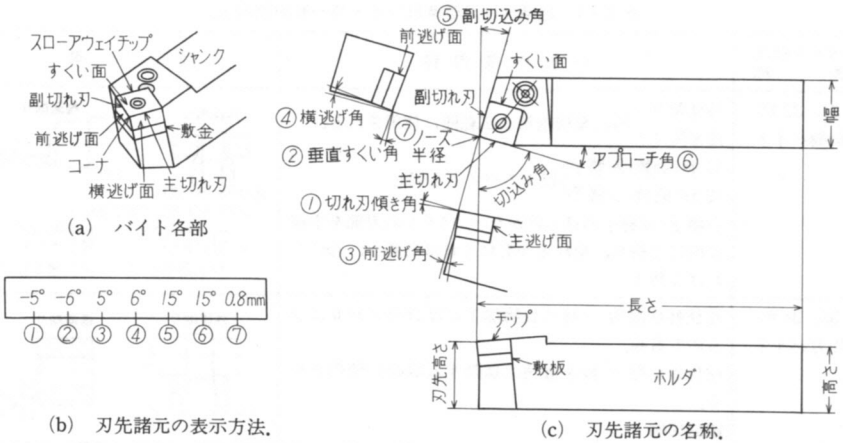 スローアウェイチップ
シャンク
すくい面
副切れ刃
前逃げ面
コーナ
横逃げ面
主切れ刃
敷金
(a) バイト各部
-5° -6° 5° 6° 15° 15° 0.8mm
① ② ③ ④ ⑤ ⑥ ⑦
(b) 刃先諸元の表示方法.
⑤副切込み角
前逃げ面
すくい面
副切れ刃
④横逃げ角
⑦ノーズ
半径
②垂直すくい角
主切れ刃
切込み角
アプローチ角⑥
幅
①切れ刃傾き角
主逃げ面
③前逃げ角
長さ
チップ
敷板
ホルダ
刃先高さ
高さ
(c) 刃先諸元の名称.